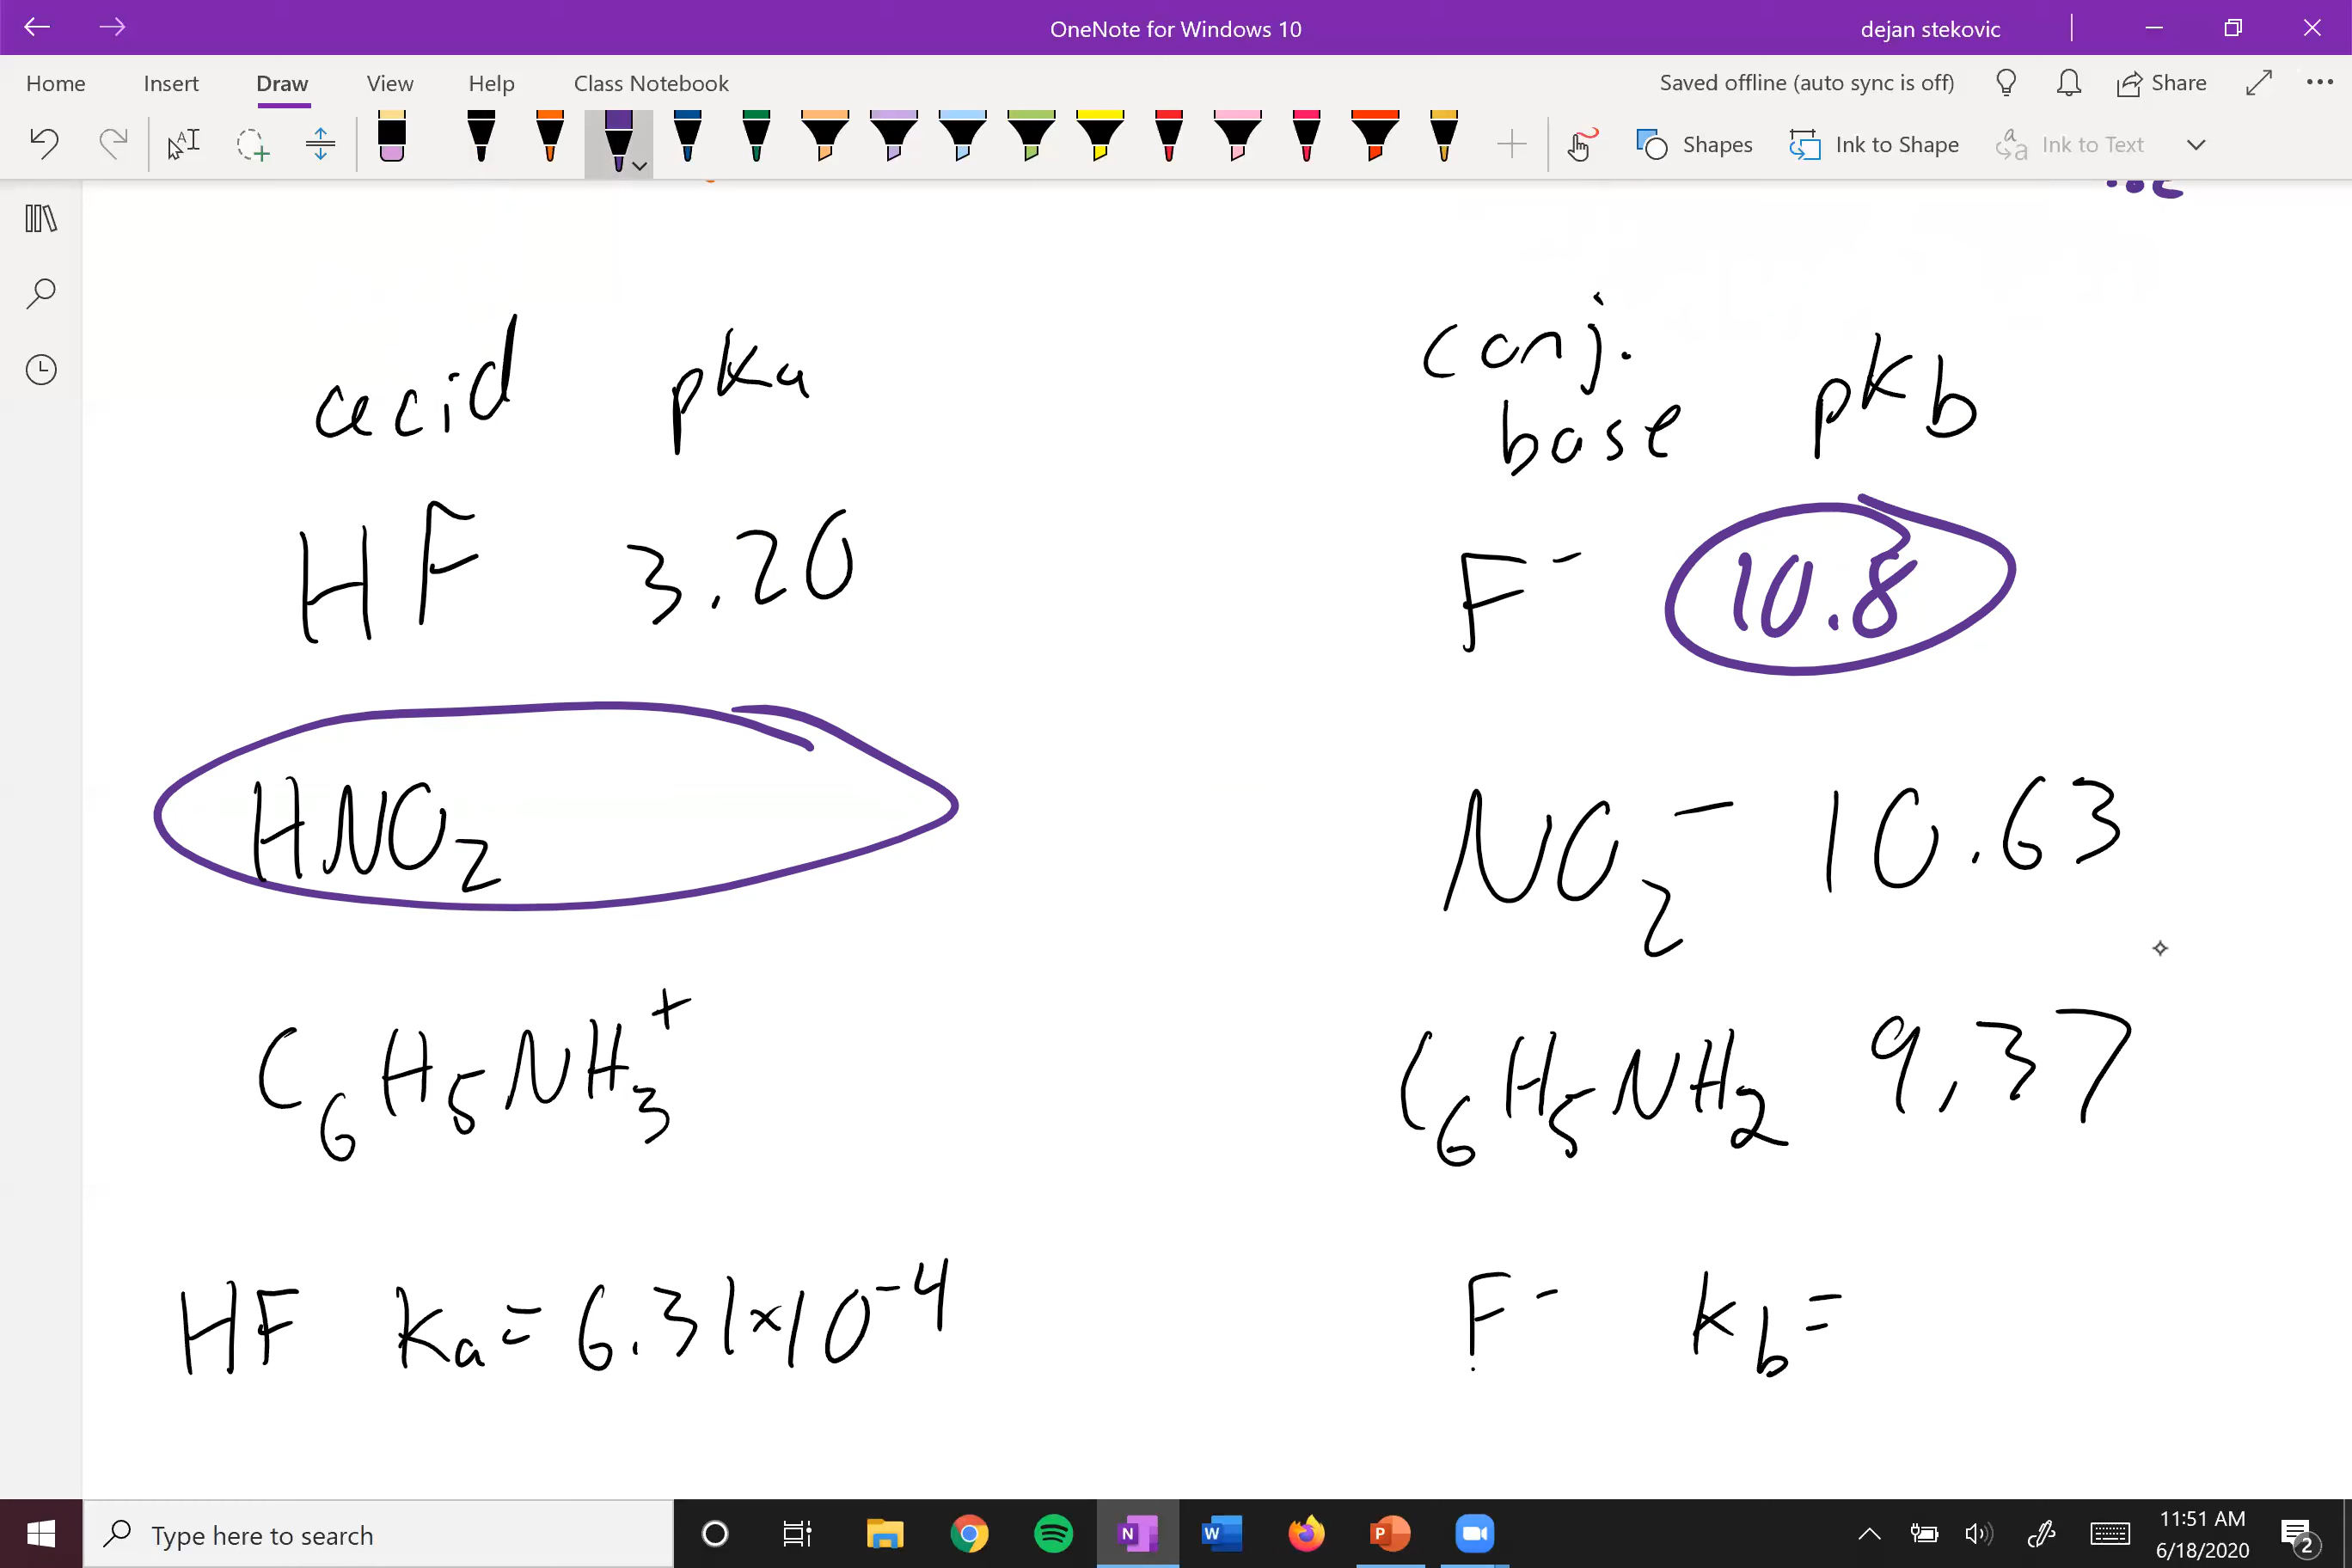 OneNote for Windows 10
dejan stekovic
Home Insert Draw View Help Class Notebook
Saved offline (auto sync is off) Share
Shapes Ink to Shape Ink to Text
acid pka conj. base pkb
HF 3.20 F⁻ 10.8
HNO₂ NO₂⁻ 10.63
C₆H₅NH₃⁺ C₆H₅NH₂ 9,37
HF Ka = 6.31×10⁻⁴ F⁻ Kb =
Type here to search
11:51 AM
6/18/2020
2